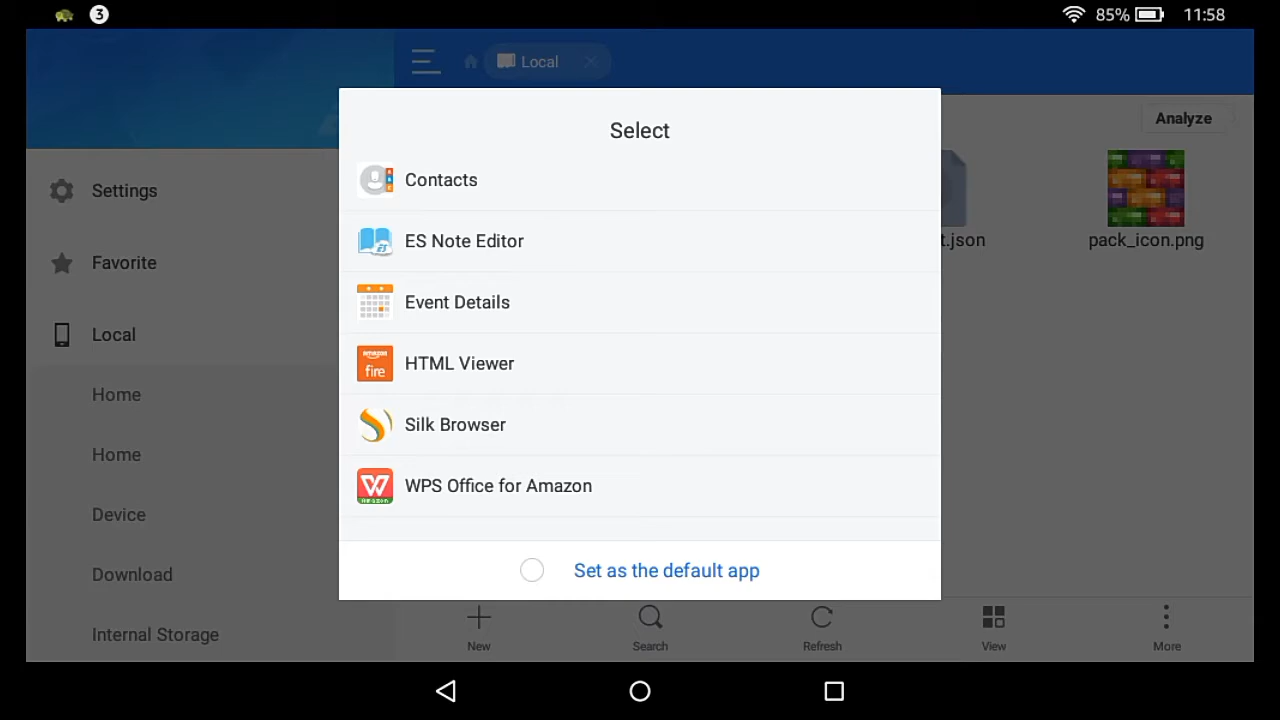 3
85%
11:58
Local
Analyze
Select
Contacts
ES Note Editor
Event Details
amazon
fire
HTML Viewer
Silk Browser
WPS Office for Amazon
Set as the default app
Settings
Favorite
Local
Home
Home
Device
Download
Internal Storage
t.json
pack_icon.png
New
Search
Refresh
View
More